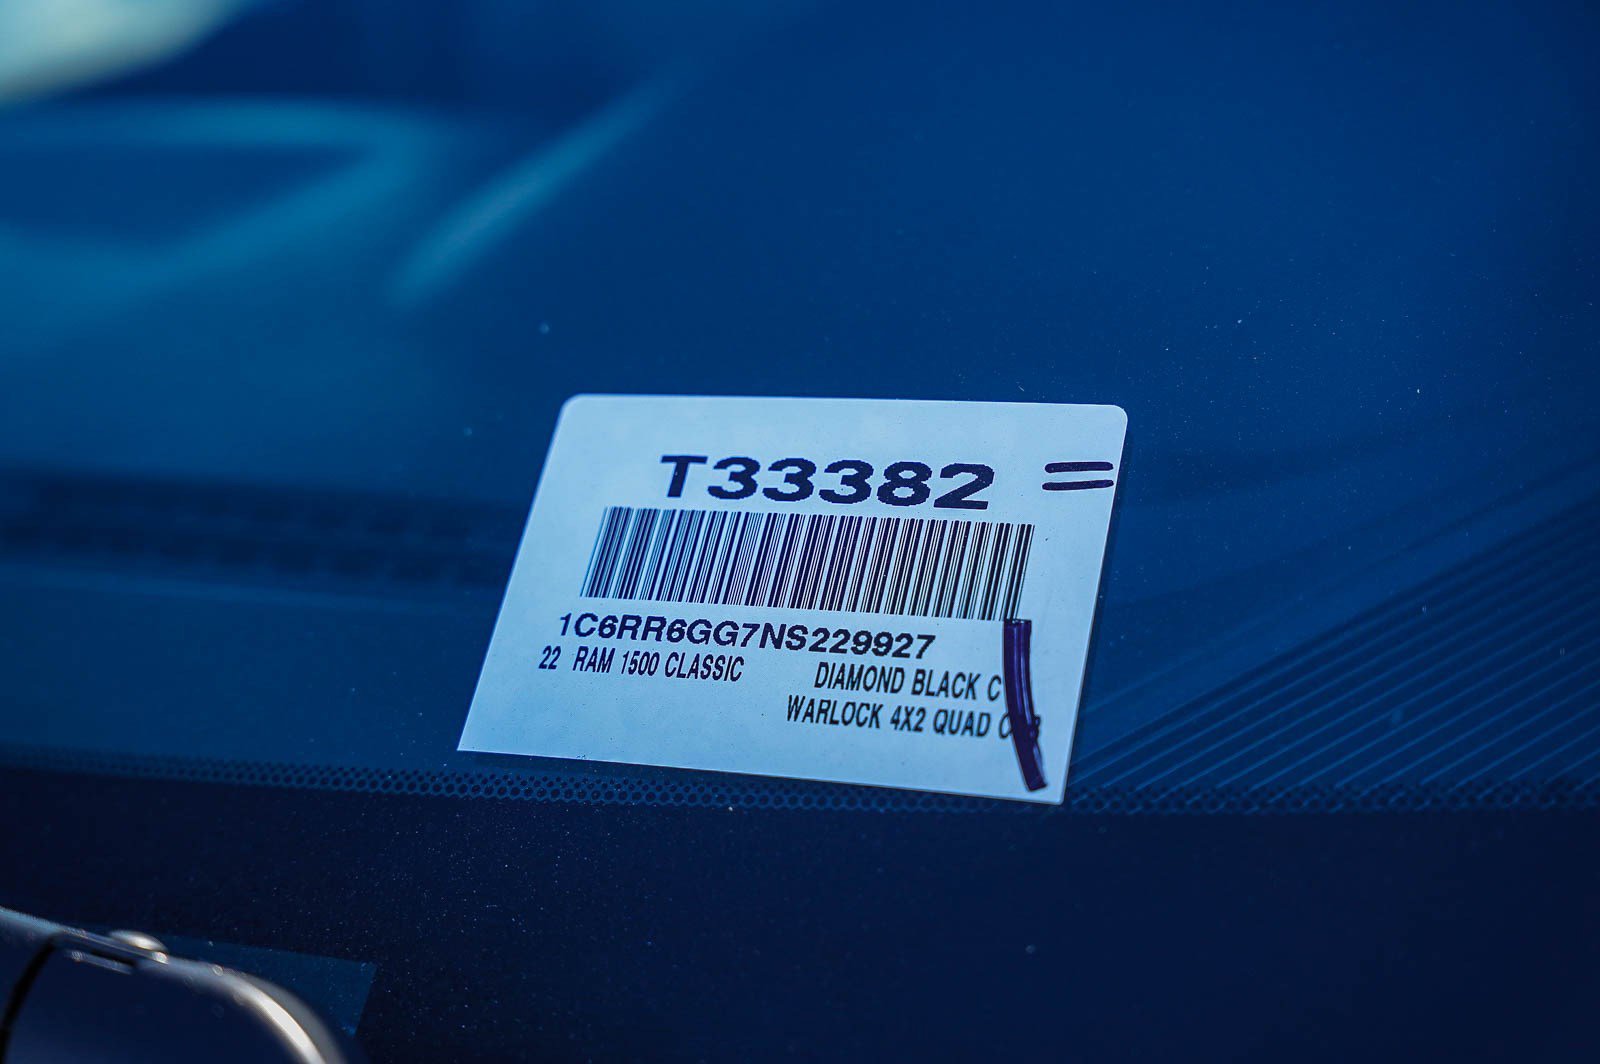 T33382
1C6RR6GG7NS229927
22 RAM 1500 CLASSIC DIAMOND BLACK C
WARLOCK 4X2 QUAD